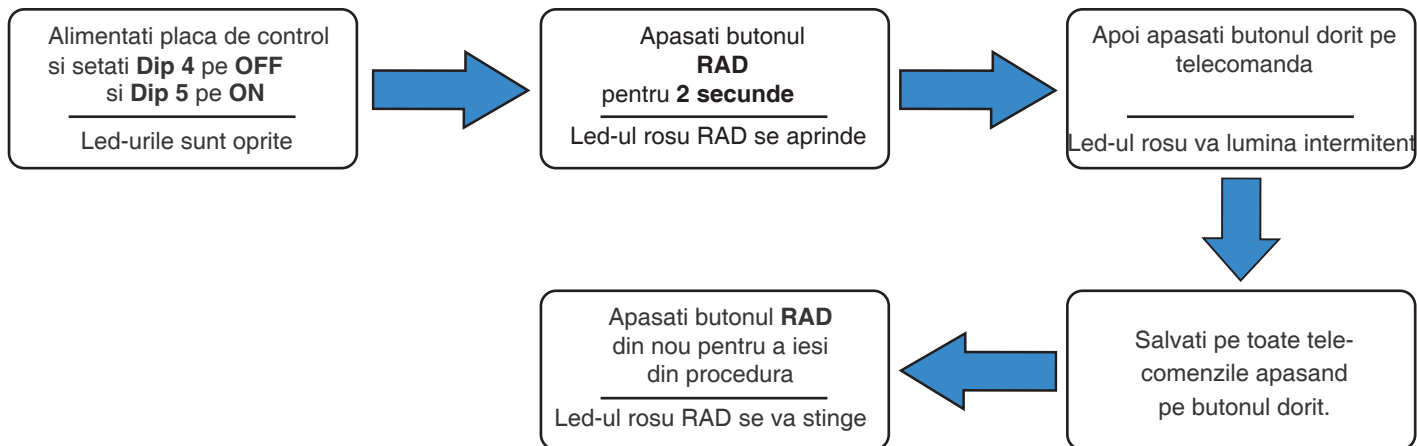 Alimentati placa de control
si setati Dip 4 pe OFF
si Dip 5 pe ON
Led-urile sunt oprite
Apasati butonul
RAD
pentru 2 secunde
Led-ul rosu RAD se aprinde
Apoi apasati butonul dorit pe
telecomanda
Led-ul rosu va lumina intermitent
Salvati pe toate tele-
comenzile apasand
pe butonul dorit.
Apasati butonul RAD
din nou pentru a iesi
din procedura
Led-ul rosu RAD se va stinge